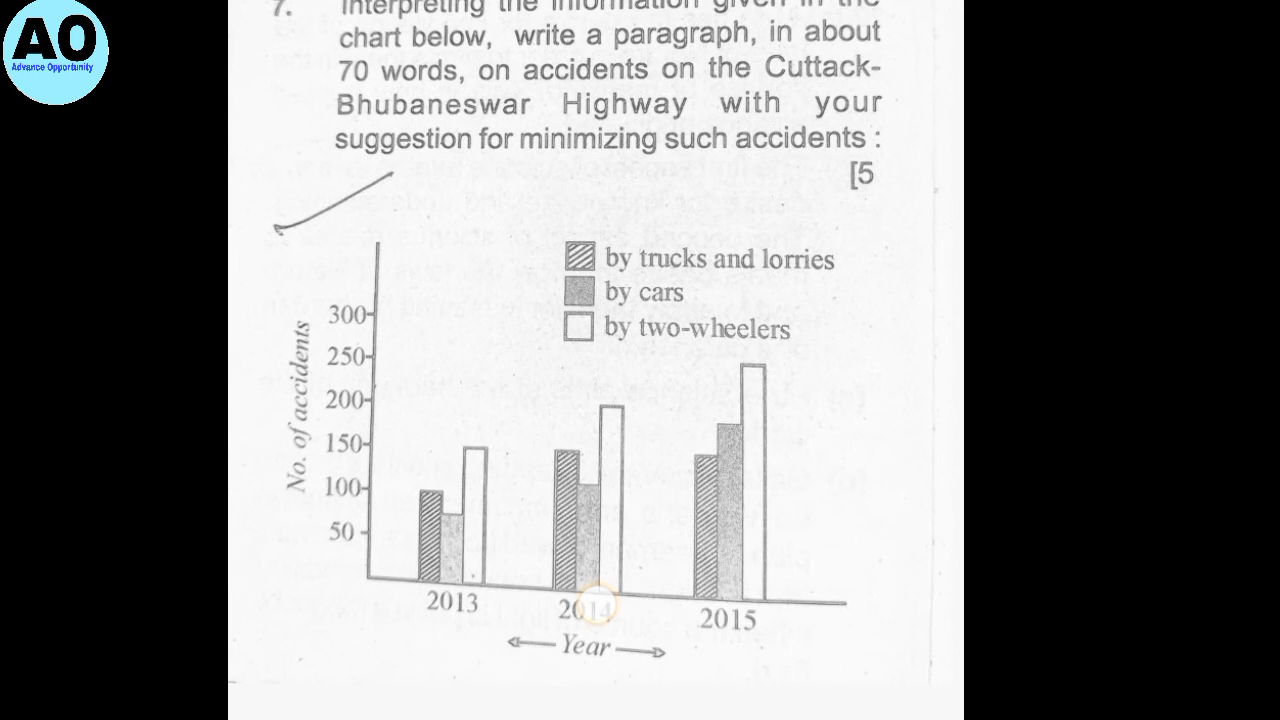 AO
Advance Opportunity
7. Interpreting the information given in the
chart below, write a paragraph, in about
70 words, on accidents on the Cuttack-
Bhubaneswar Highway with your
suggestion for minimizing such accidents :
[5
by trucks and lorries
by cars
by two-wheelers
No. of accidents
300
250
200
150
100
50
2013
2014
2015
Year